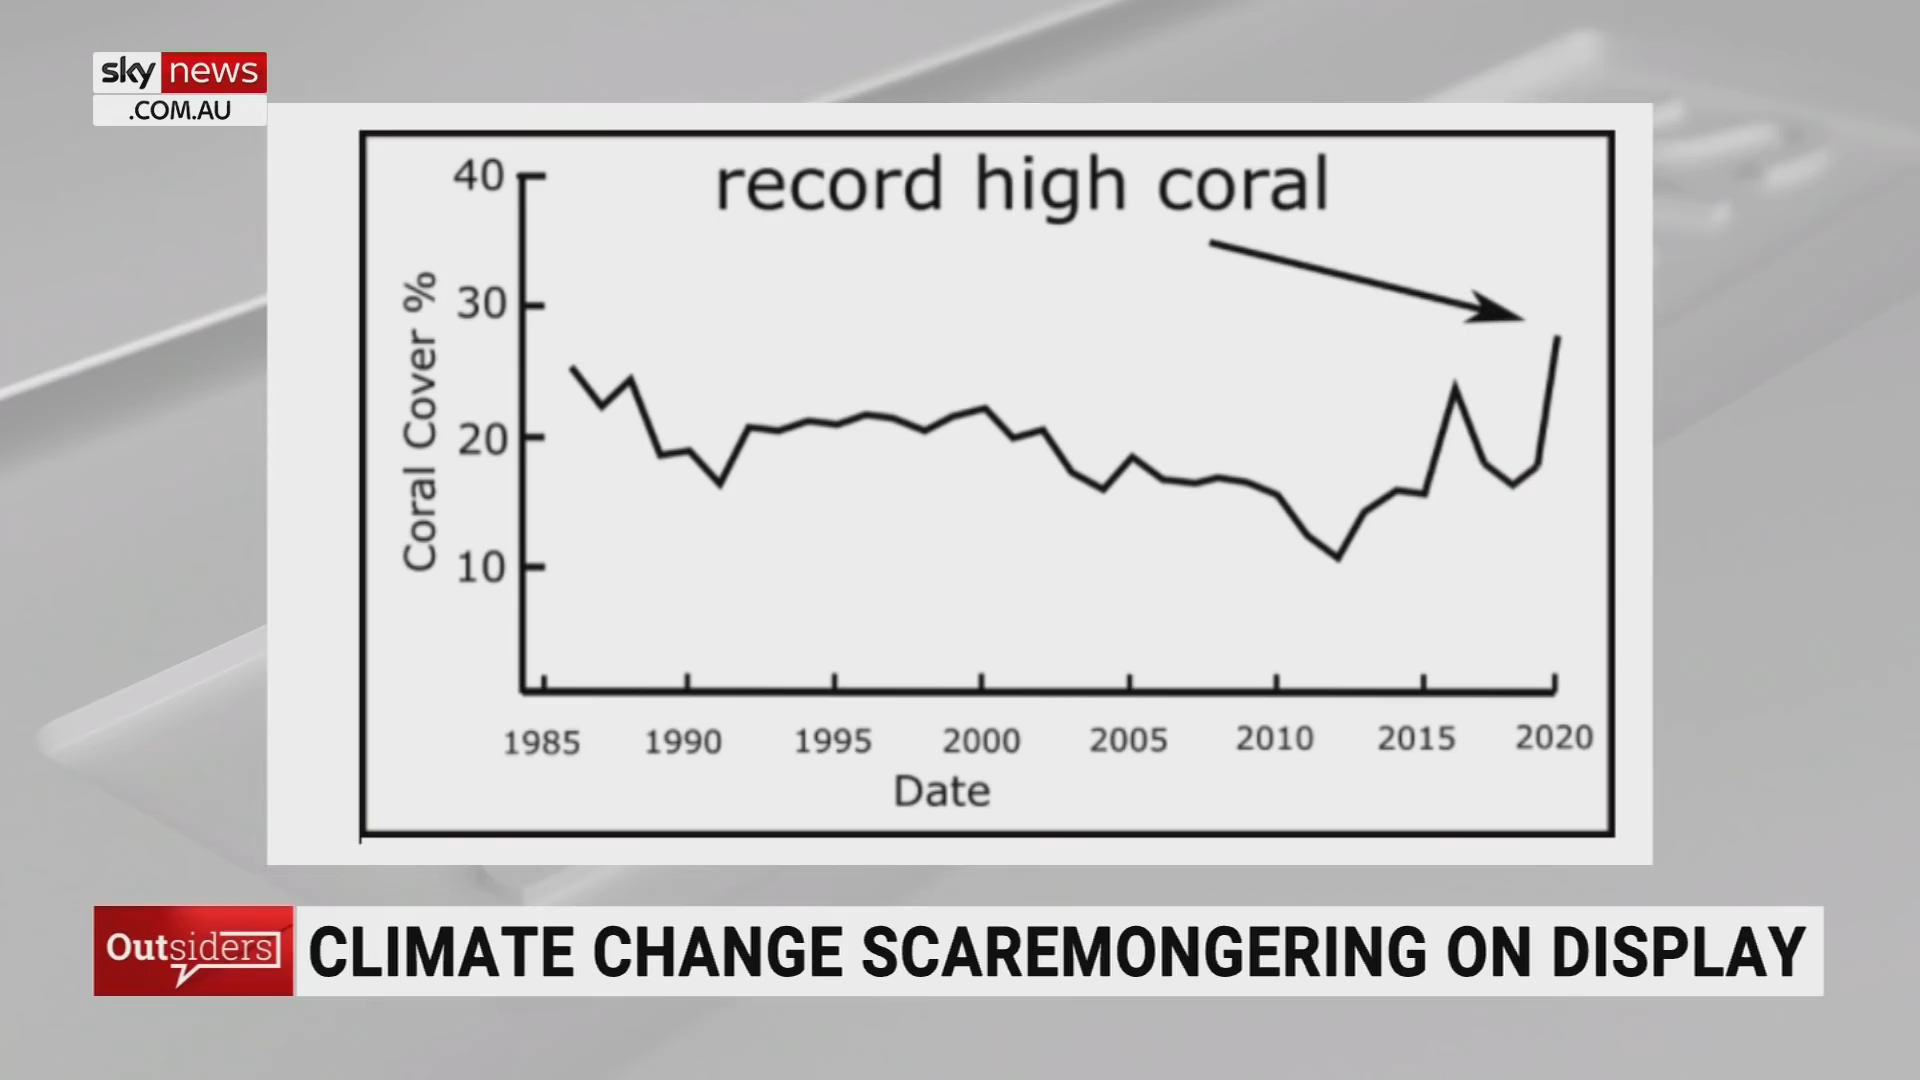 sky news
.COM.AU
record high coral
40
30
20
10
Coral Cover %
1985 1990 1995 2000 2005 2010 2015 2020
Date
Outsiders
CLIMATE CHANGE SCAREMONGERING ON DISPLAY